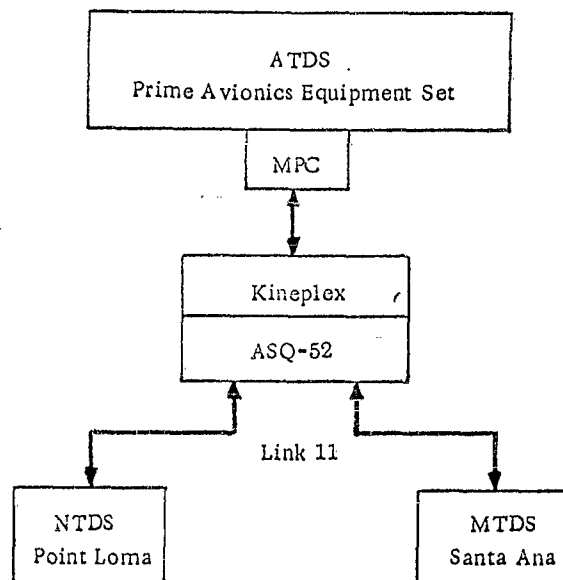 ATDS
Prime Avionics Equipment Set
MPC
Kineplex
ASQ-52
Link 11
NTDS
Point Loma
MTDS
Santa Ana